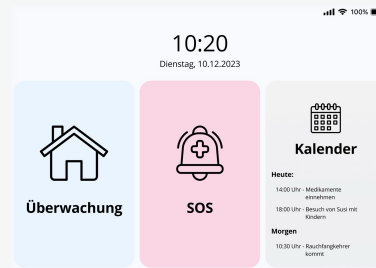 100%
10:20
Dienstag, 10.12.2023
Überwachung
SOS
Kalender
Heute:
14:00 Uhr - Medikamente
einnehmen
18:00 Uhr - Besuch von Susi mit
Kindern
Morgen
10:30 Uhr - Rauchfangkehrer
kommt